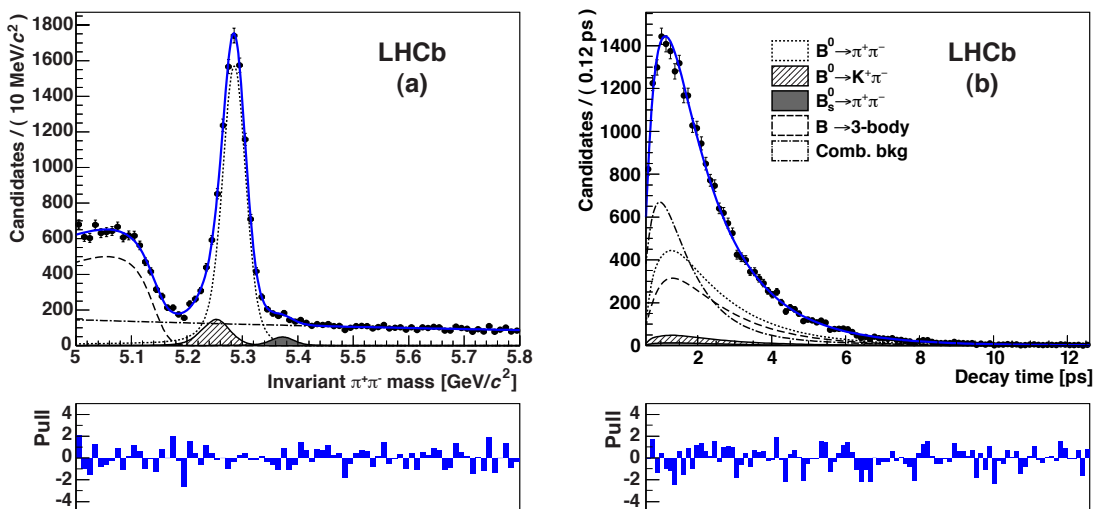 Candidates / ( 10 MeV/c² )
1800
1600
1400
1200
1000
800
600
400
200
0
LHCb
(a)
5 5.1 5.2 5.3 5.4 5.5 5.6 5.7 5.8
Invariant π⁺π⁻ mass [GeV/c²]
Pull
4
2
0
-2
-4
Candidates / ( 0.12 ps )
1400
1200
1000
800
600
400
200
0
B⁰→π⁺π⁻
B⁰→K⁺π⁻
B⁰ₛ→π⁺π⁻
B →3-body
Comb. bkg
LHCb
(b)
2 4 6 8 10 12
Decay time [ps]
Pull
4
2
0
-2
-4